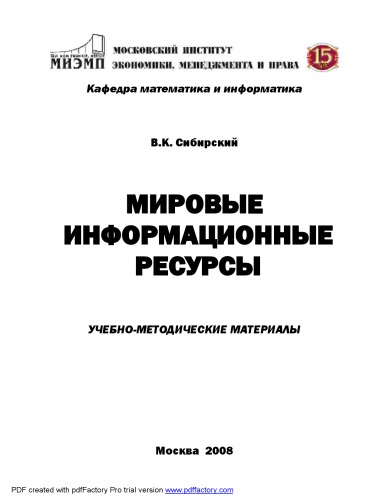 МИЭМП
МОСКОВСКИЙ ИНСТИТУТ
ЭКОНОМИКИ, МЕНЕДЖМЕНТА И ПРАВА
15
Кафедра математика и информатика
В.К. Сибирский
МИРОВЫЕ
ИНФОРМАЦИОННЫЕ
РЕСУРСЫ
УЧЕБНО-МЕТОДИЧЕСКИЕ МАТЕРИАЛЫ
Москва 2008
PDF created with pdfFactory Pro trial version www.pdffactory.com